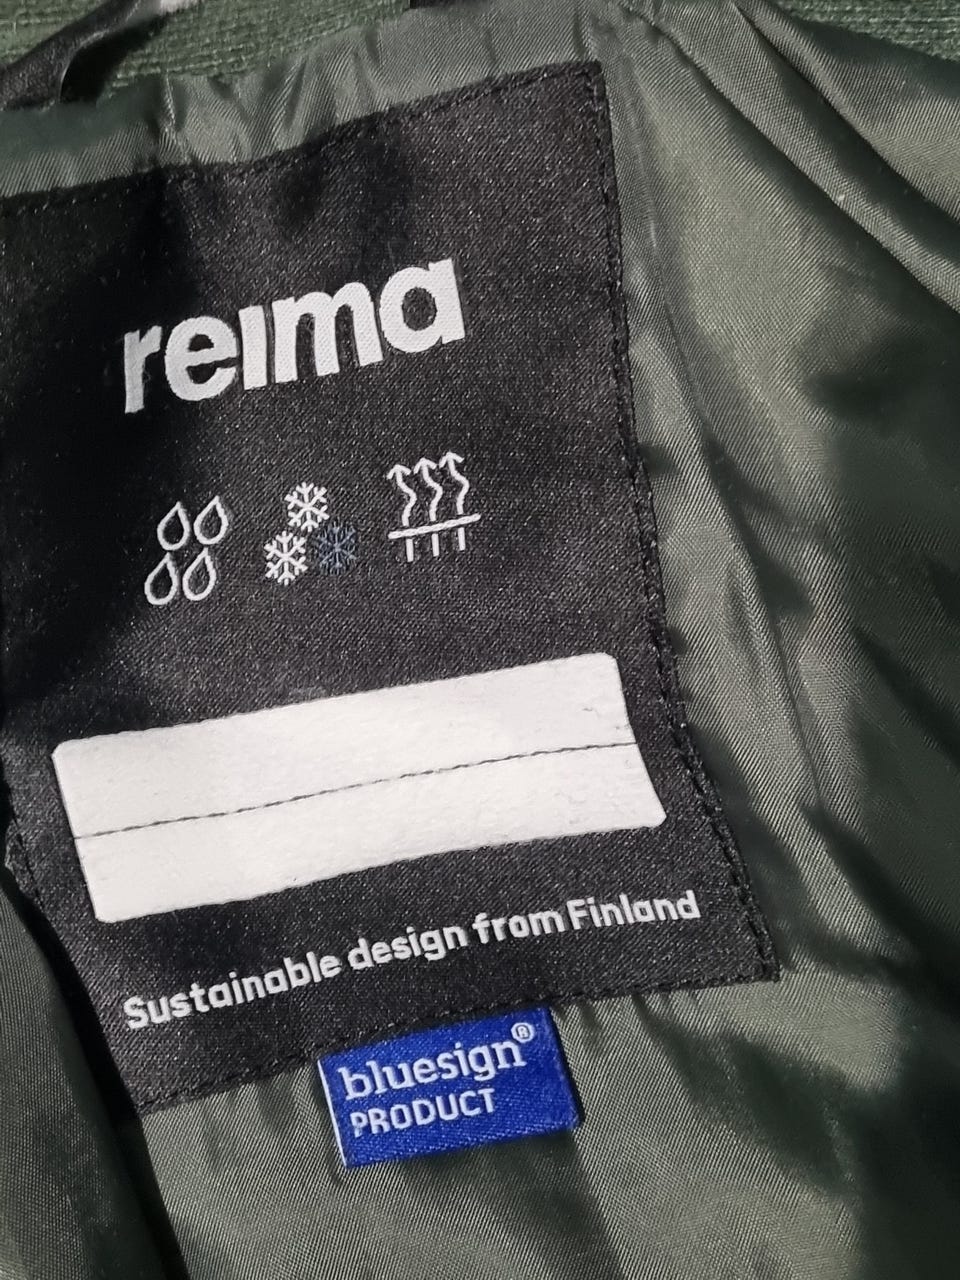 reima
Sustainable design from Finland
bluesign®
PRODUCT